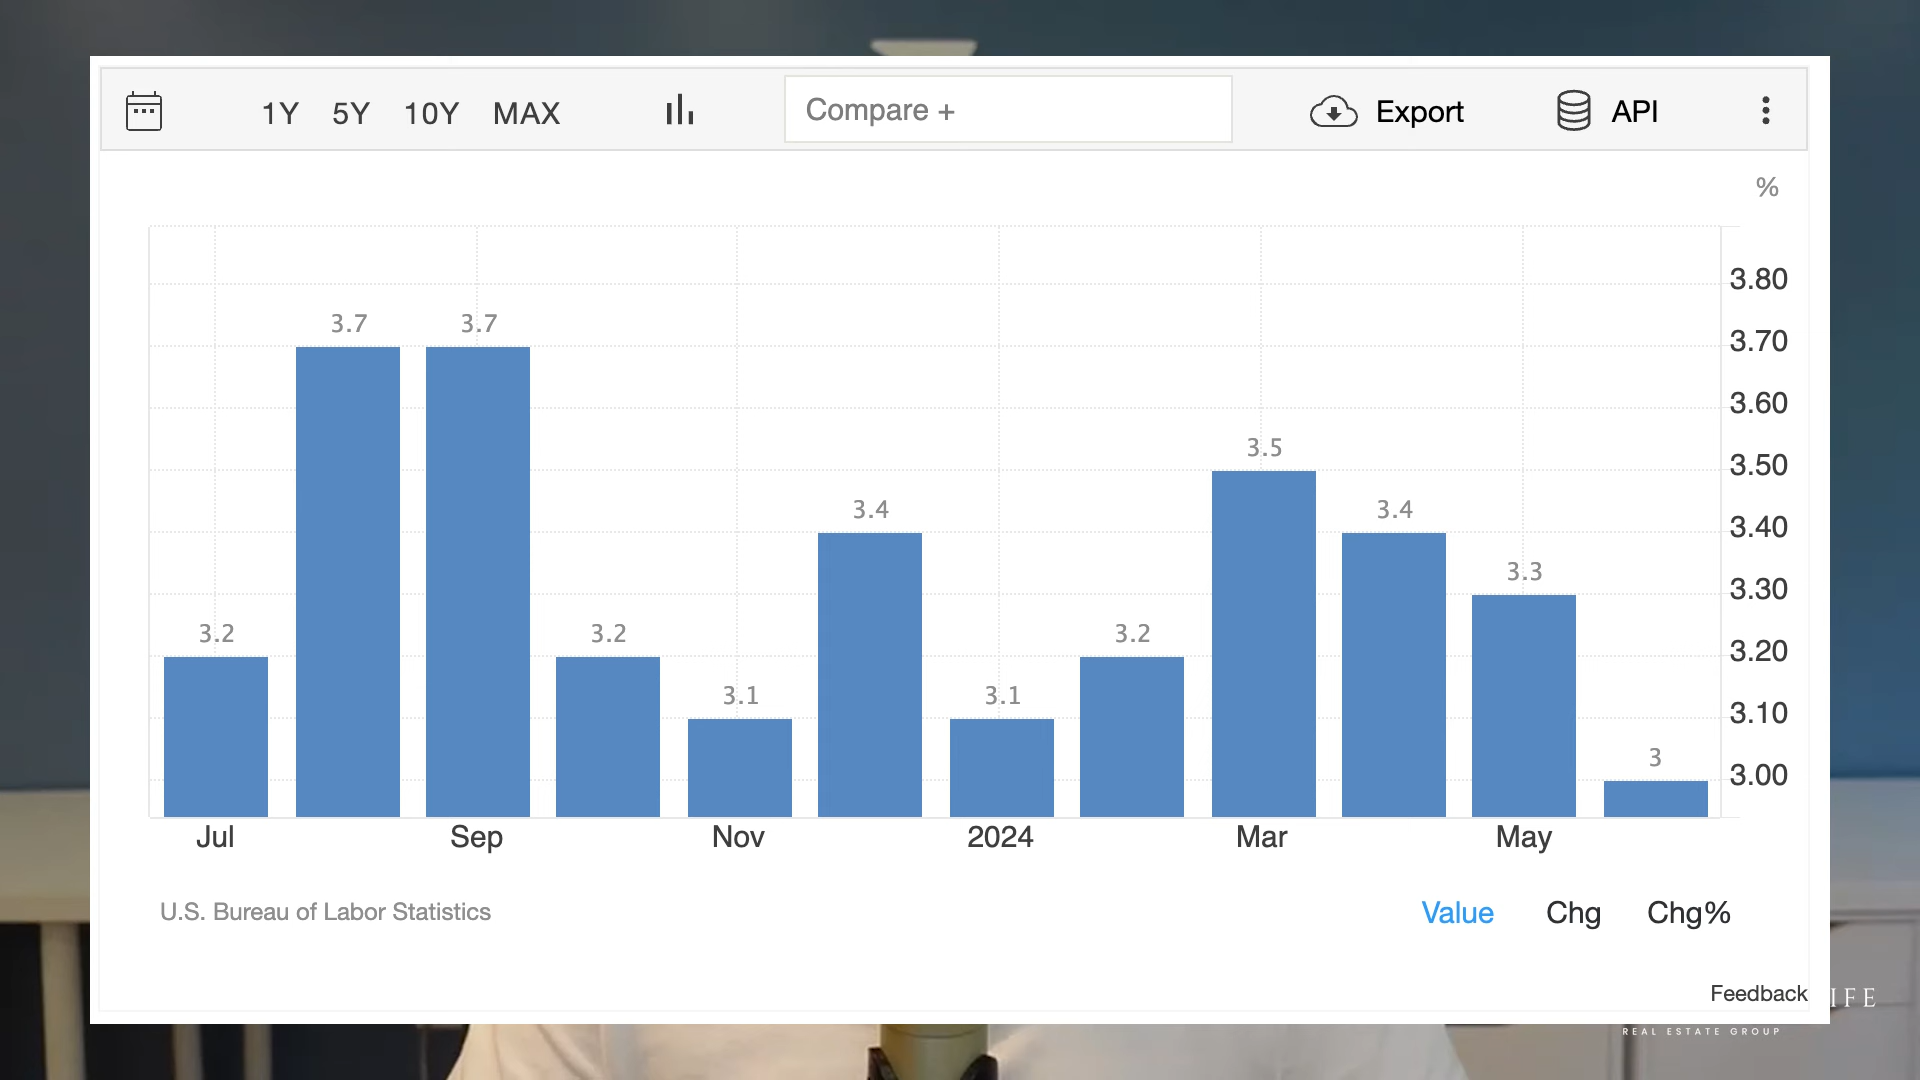 1Y 5Y 10Y MAX Compare + Export API
%
3.80
3.7 3.7
3.70
3.60
3.5
3.50
3.4 3.4
3.40
3.3
3.30
3.2 3.2 3.2
3.20
3.1 3.1
3.10
3
3.00
Jul Sep Nov 2024 Mar May
U.S. Bureau of Labor Statistics Value Chg Chg%
Feedback
IFE
REAL ESTATE GROUP